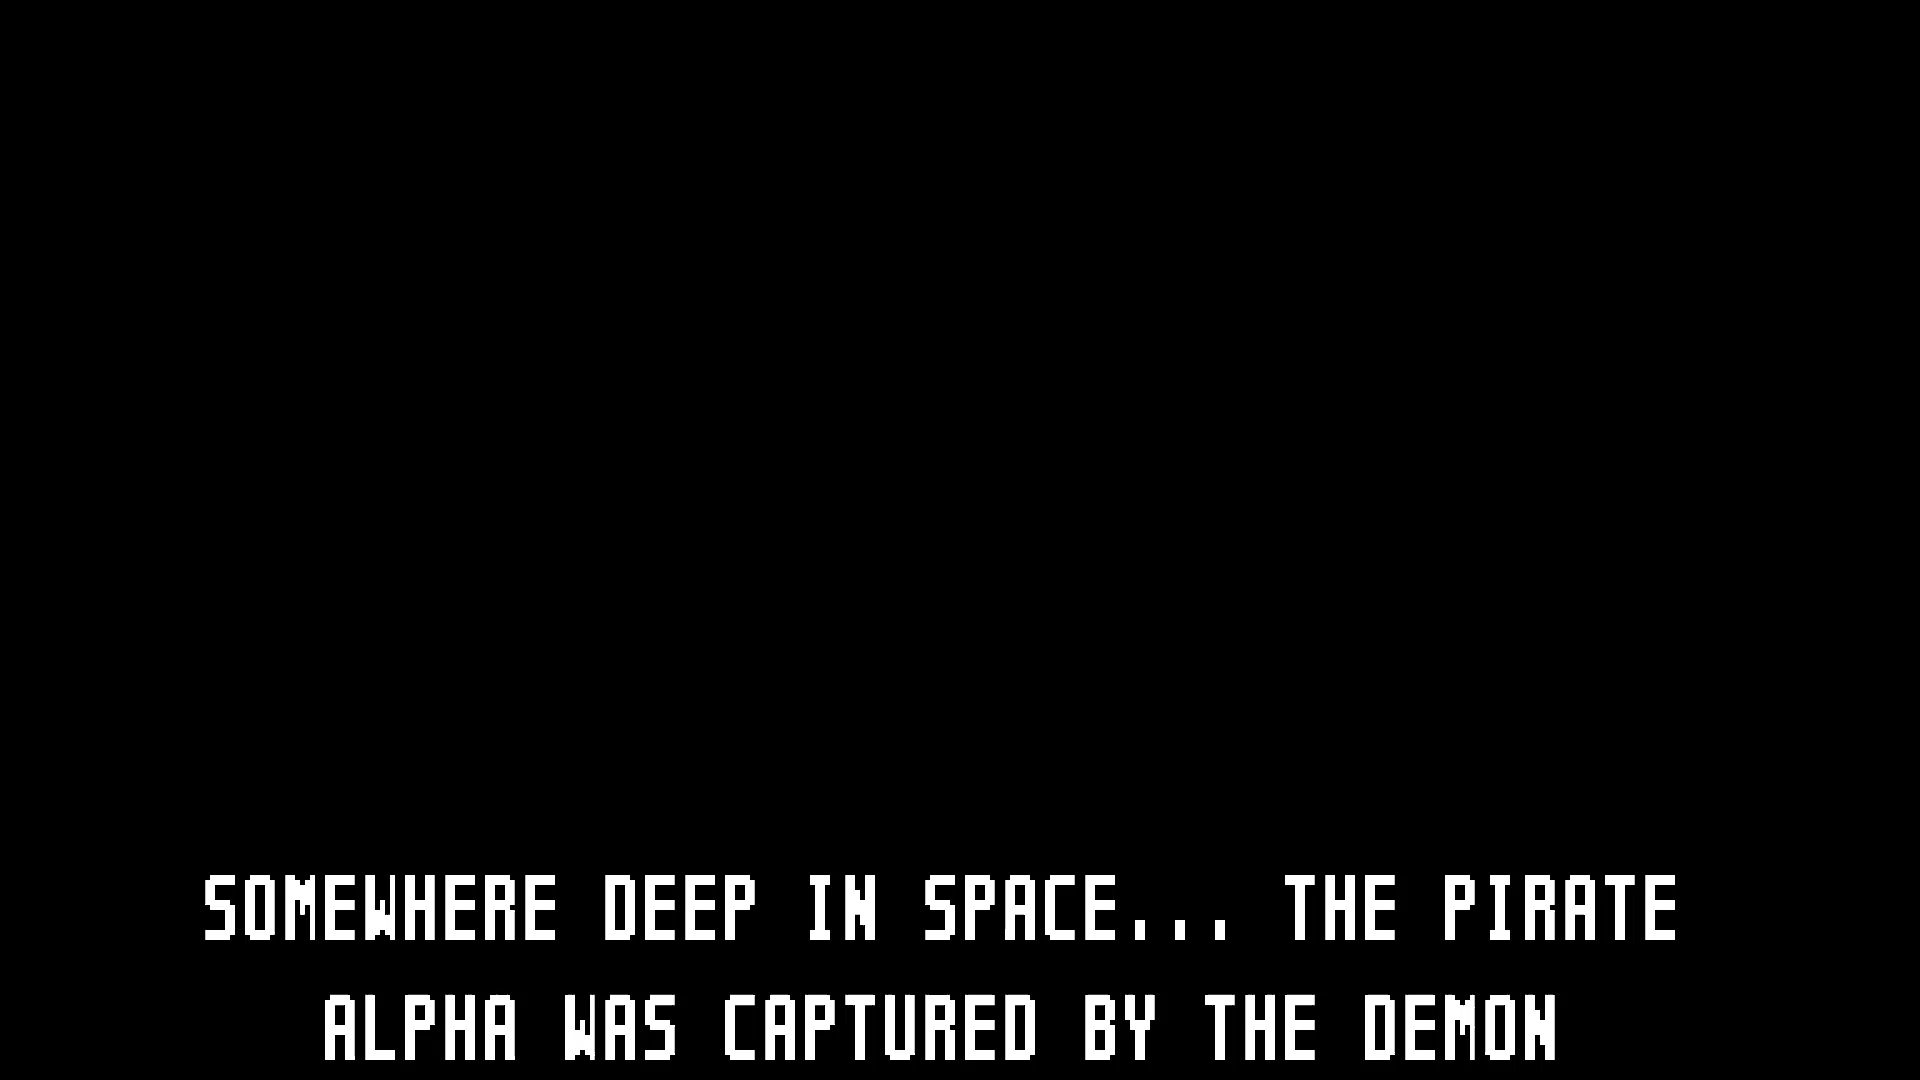 SOMEWHERE DEEP IN SPACE... THE PIRATE
ALPHA WAS CAPTURED BY THE DEMON